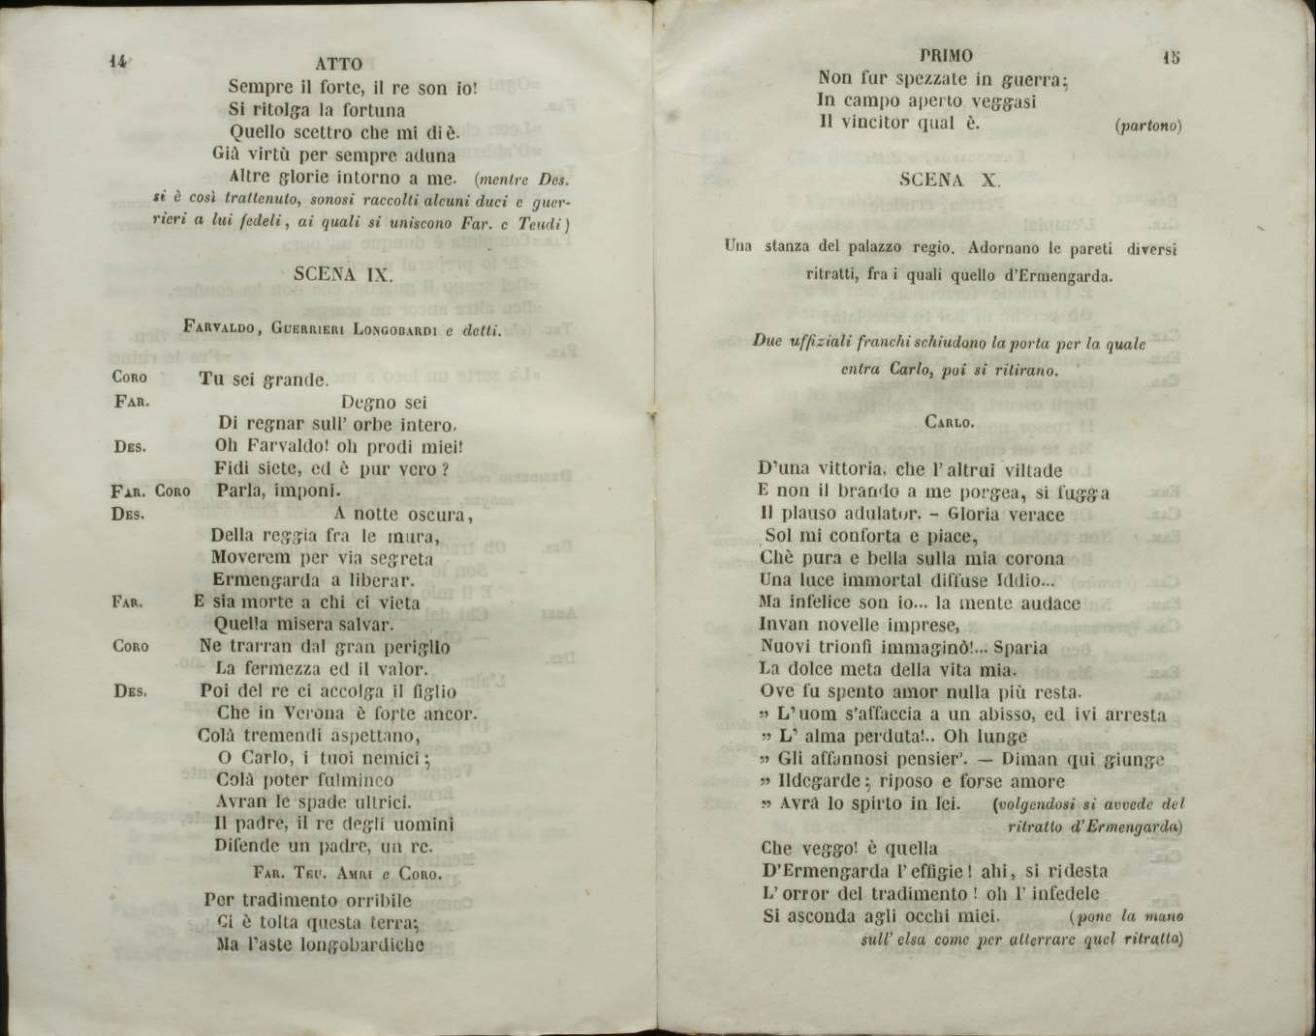 14
ATTO
Sempre il forte, il re son io!
Si ritolga la fortuna
Quello scettro che mi diè.
Già virtù per sempre aduna
Altre glorie intorno a me. (mentre Des.
si è così trattenuto, sonosi raccolti alcuni duci e guer-
rieri a lui fedeli, ai quali si uniscono Far. e Teudi)
SCENA IX.
FARVALDO, GUERRIERI LONGOBARDI e detti.
CORO Tu sei grande.
FAR. Degno sei
Di regnar sull' orbe intero.
DES. Oh Farvaldo! oh prodi miei!
Fidi siete, ed è pur vero?
FAR. CORO Parla, imponi.
DES. A notte oscura,
Della reggia fra le mura,
Moverem per via segreta
Ermengarda a liberar.
FAR. E sia morte a chi ci vieta
Quella misera salvar.
CORO Ne trarran dal gran periglio
La fermezza ed il valor.
DES. Poi del re ci accolga il figlio
Che in Verona è forte ancor.
Colà tremendi aspettano,
O Carlo, i tuoi nemici;
Colà poter fulmineo
Avran le spade ultrici.
Il padre, il re degli uomini
Difende un padre, un re.
FAR. TEU. AMRI e CORO.
Per tradimento orribile
Ci è tolta questa terra;
Ma l'aste longobardiche
PRIMO
15
Non fur spezzate in guerra;
In campo aperto veggasi
Il vincitor qual è. (partono)
SCENA X.
Una stanza del palazzo regio. Adornano le pareti diversi
ritratti, fra i quali quello d'Ermengarda.
Due uffiziali franchi schiudono la porta per la quale
entra Carlo, poi si ritirano.
CARLO.
D'una vittoria, che l'altrui viltade
E non il brando a me porgea, si fugga
Il plauso adulator. – Gloria verace
Sol mi conforta e piace,
Chè pura e bella sulla mia corona
Una luce immortal diffuse Iddio...
Ma infelice son io... la mente audace
Invan novelle imprese,
Nuovi trionfi immaginò!... Sparia
La dolce meta della vita mia.
Ove fu spento amor nulla più resta.
” L'uom s'affaccia a un abisso, ed ivi arresta
” L' alma perduta!.. Oh lunge
” Gli affannosi pensier'. — Diman qui giunge
” Ildegarde; riposo e forse amore
” Avrà lo spirto in lei. (volgendosi si avvede del
ritratto d'Ermengarda)
Che veggo! è quella
D'Ermengarda l'effigie! ahi, si ridesta
L' orror del tradimento! oh l' infedele
Si asconda agli occhi miei. (pone la mano
sull' elsa come per atterrare quel ritratto)